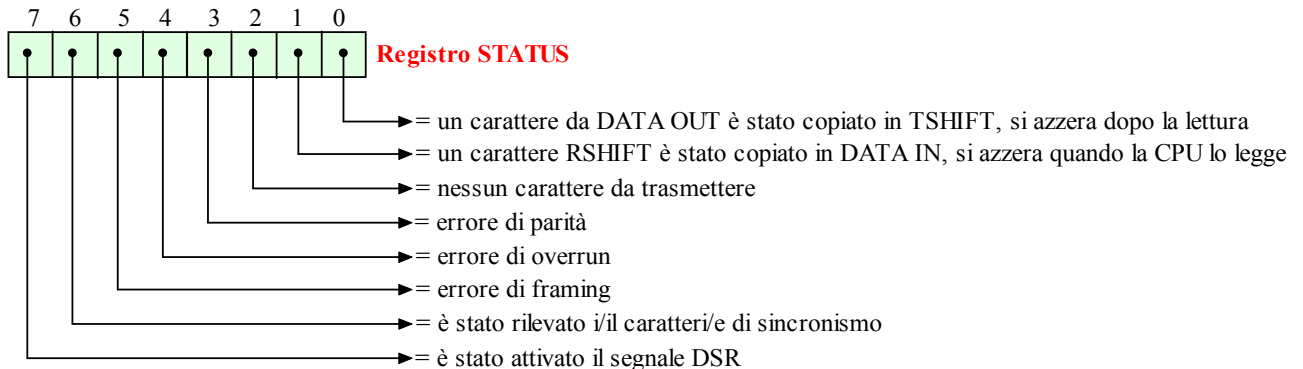 7 6 5 4 3 2 1 0
Registro STATUS
= un carattere da DATA OUT è stato copiato in TSHIFT, si azzera dopo la lettura
= un carattere RSHIFT è stato copiato in DATA IN, si azzera quando la CPU lo legge
= nessun carattere da trasmettere
= errore di parità
= errore di overrun
= errore di framing
= è stato rilevato i/il caratteri/e di sincronismo
= è stato attivato il segnale DSR